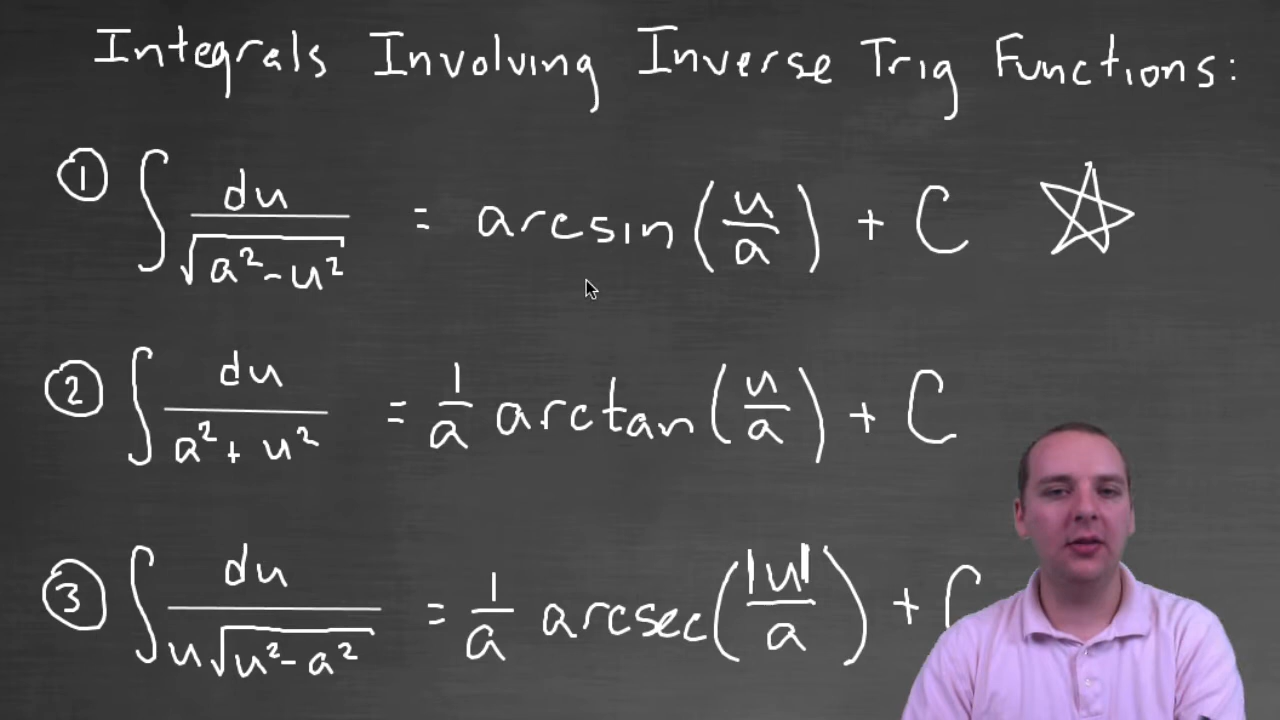 Integrals Involving Inverse Trig Functions:
① ∫ du / √(a² - u²) = arcsin(u/a) + C
② ∫ du / (a² + u²) = 1/a arctan(u/a) + C
③ ∫ du / (u√(u² - a²)) = 1/a arcsec(|u|/a) + C